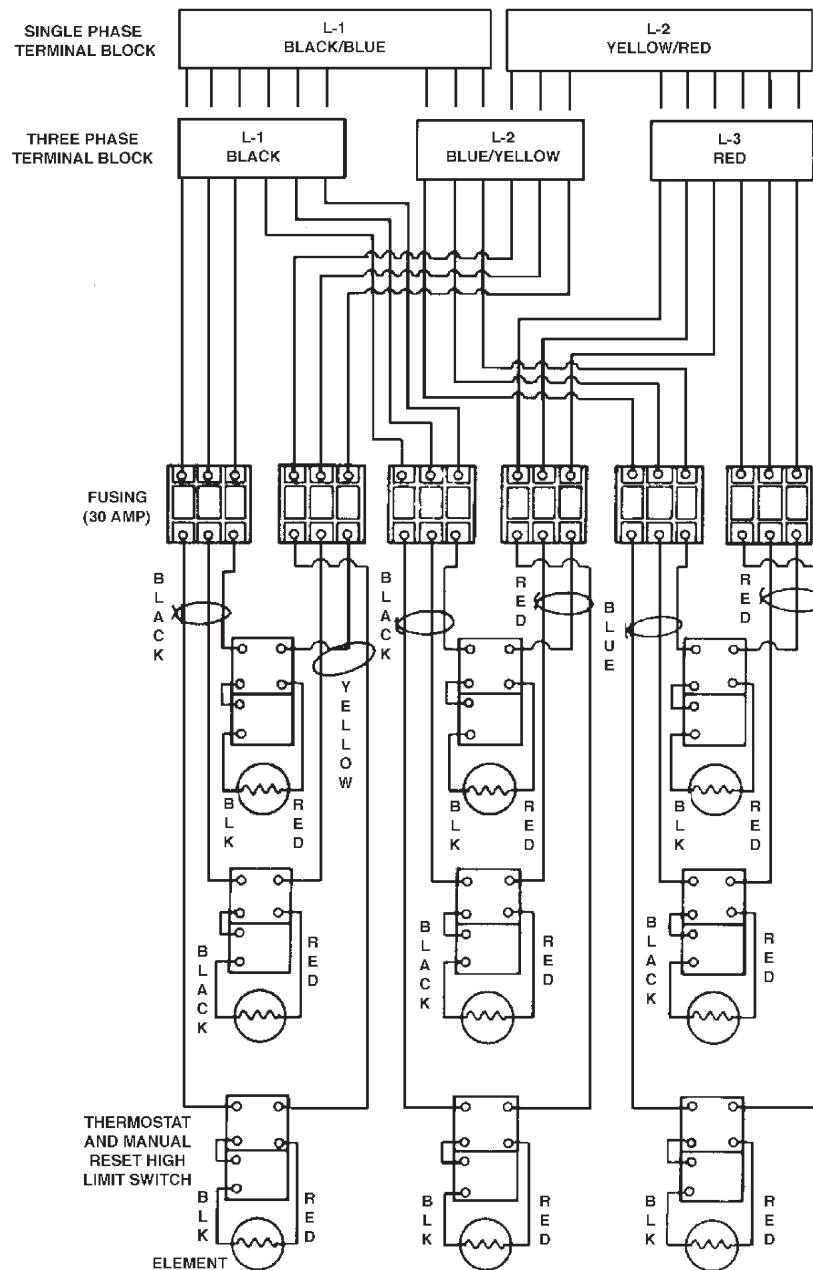 SINGLE PHASE
TERMINAL BLOCK
L-1
BLACK/BLUE
L-2
YELLOW/RED
THREE PHASE
TERMINAL BLOCK
L-1
BLACK
L-2
BLUE/YELLOW
L-3
RED
FUSING
(30 AMP)
BLACK
YELLOW
BLACK
RED
BLUE
RED
BLK
RED
BLK
RED
BLK
RED
BLACK
RED
BLACK
RED
BLACK
RED
THERMOSTAT
AND MANUAL
RESET HIGH
LIMIT SWITCH
BLK
RED
BLK
RED
BLK
RED
ELEMENT